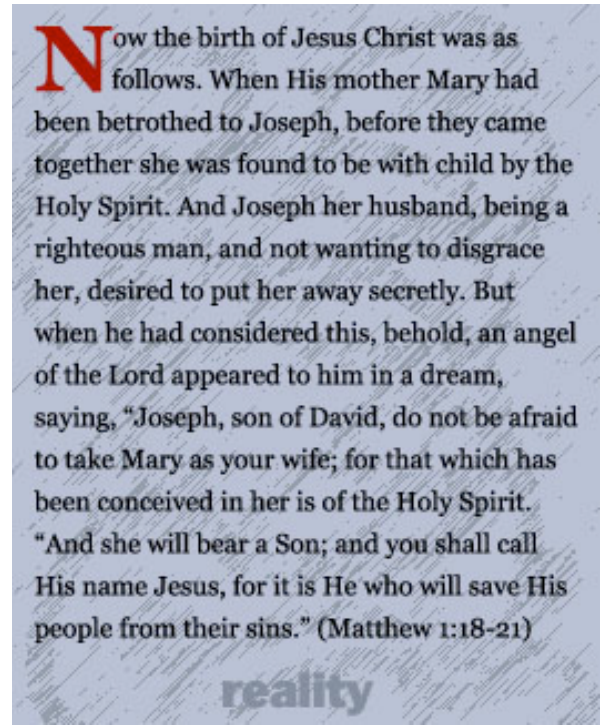 Now the birth of Jesus Christ was as
follows. When His mother Mary had
been betrothed to Joseph, before they came
together she was found to be with child by the
Holy Spirit. And Joseph her husband, being a
righteous man, and not wanting to disgrace
her, desired to put her away secretly. But
when he had considered this, behold, an angel
of the Lord appeared to him in a dream,
saying, “Joseph, son of David, do not be afraid
to take Mary as your wife; for that which has
been conceived in her is of the Holy Spirit.
“And she will bear a Son; and you shall call
His name Jesus, for it is He who will save His
people from their sins.” (Matthew 1:18-21)
reality